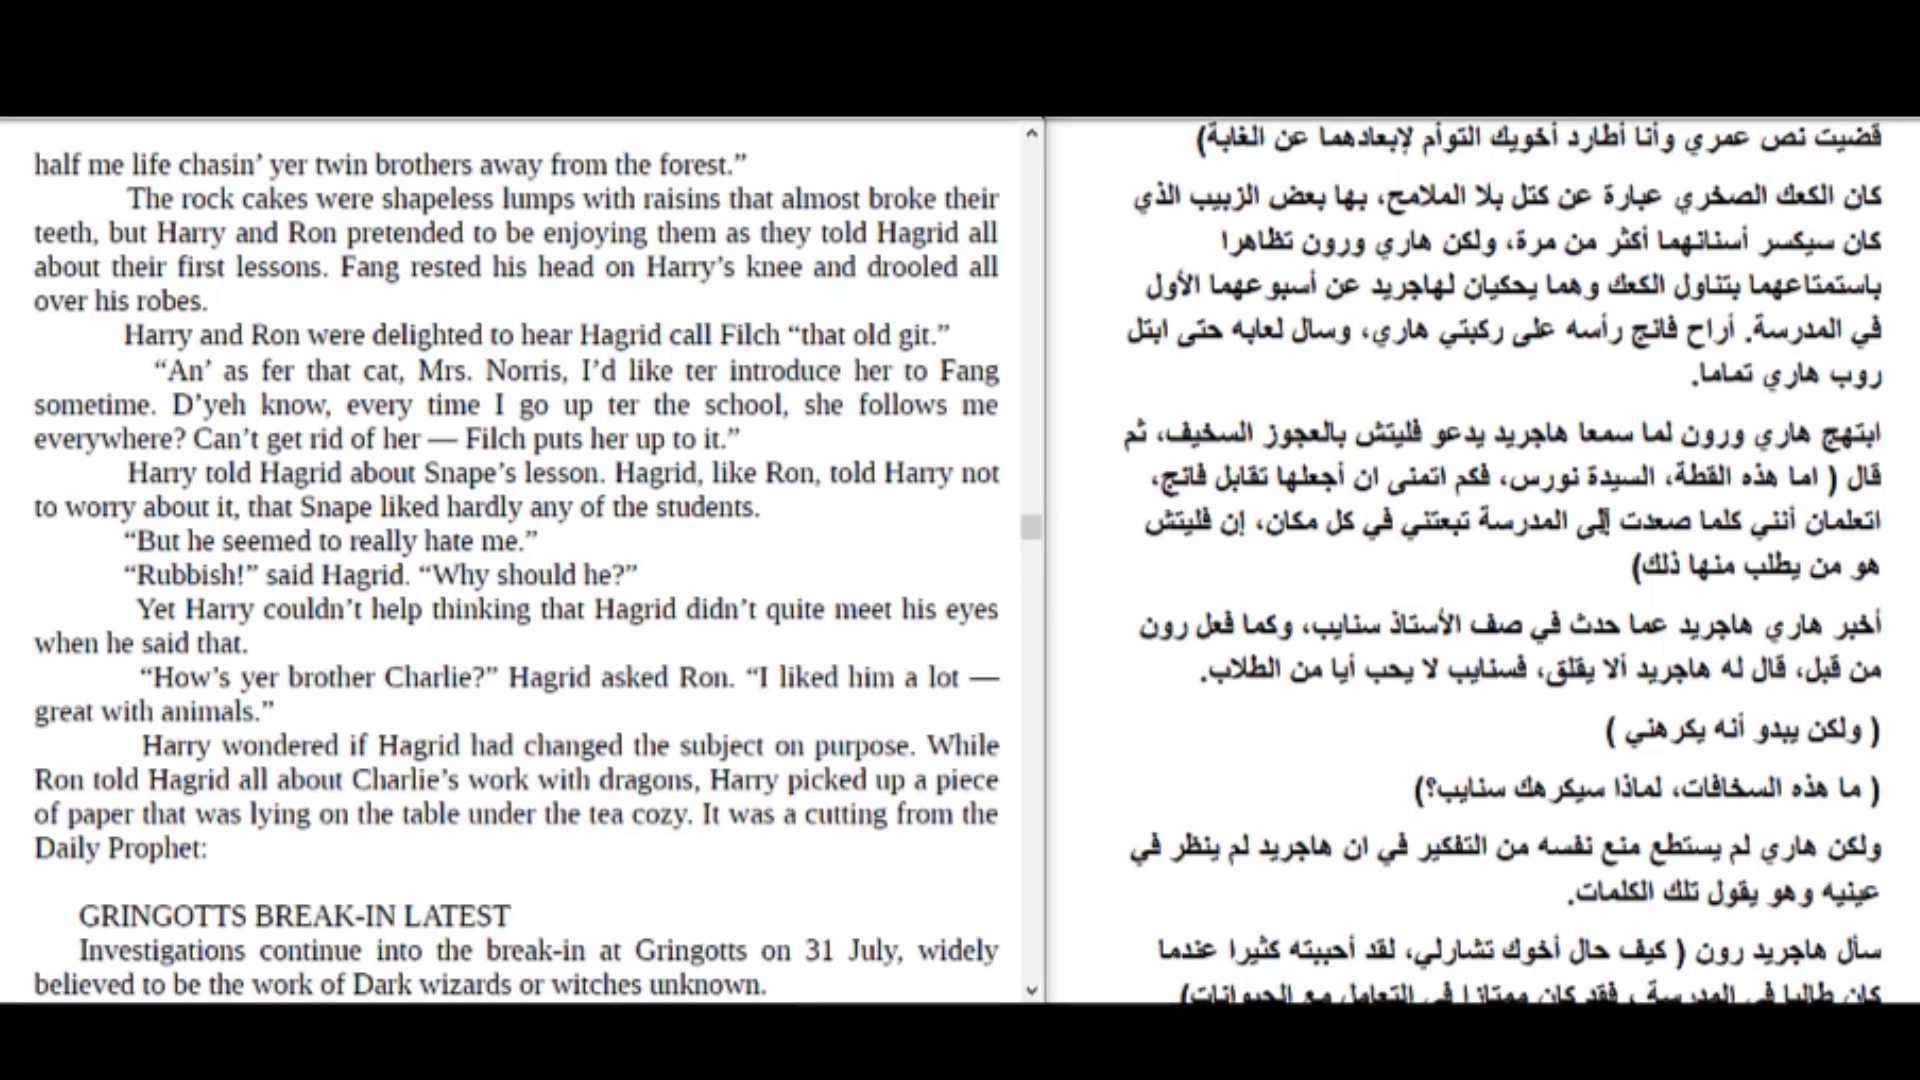 half me life chasin’ yer twin brothers away from the forest.”
The rock cakes were shapeless lumps with raisins that almost broke their
teeth, but Harry and Ron pretended to be enjoying them as they told Hagrid all
about their first lessons. Fang rested his head on Harry’s knee and drooled all
over his robes.
Harry and Ron were delighted to hear Hagrid call Filch “that old git.”
“An’ as fer that cat, Mrs. Norris, I’d like ter introduce her to Fang
sometime. D’yeh know, every time I go up ter the school, she follows me
everywhere? Can’t get rid of her — Filch puts her up to it.”
Harry told Hagrid about Snape’s lesson. Hagrid, like Ron, told Harry not
to worry about it, that Snape liked hardly any of the students.
“But he seemed to really hate me.”
“Rubbish!” said Hagrid. “Why should he?”
Yet Harry couldn’t help thinking that Hagrid didn’t quite meet his eyes
when he said that.
“How’s yer brother Charlie?” Hagrid asked Ron. “I liked him a lot —
great with animals.”
Harry wondered if Hagrid had changed the subject on purpose. While
Ron told Hagrid all about Charlie’s work with dragons, Harry picked up a piece
of paper that was lying on the table under the tea cozy. It was a cutting from the
Daily Prophet:
GRINGOTTS BREAK-IN LATEST
Investigations continue into the break-in at Gringotts on 31 July, widely
believed to be the work of Dark wizards or witches unknown.
قضيت نص عمري وأنا أطارد أخويك التوأم لإبعادهما عن الغابة)
كان الكعك الصخري عبارة عن كتل بلا الملامح، بها بعض الزبيب الذي
كان سيكسر أسنانهما أكثر من مرة، ولكن هاري ورون تظاهرا
باستمتاعهما بتناول الكعك وهما يحكيان لهاجريد عن أسبوعهما الأول
في المدرسة. أراح فانج رأسه على ركبتي هاري، وسال لعابه حتى ابتل
روب هاري تماما.
ابتهج هاري ورون لما سمعا هاجريد يدعو فليتش بالعجوز السخيف، ثم
قال ( اما هذه القطة، السيدة نورس، فكم اتمنى ان أجعلها تقابل فانج،
اتعلمان أنني كلما صعدت إلى المدرسة تبعتني في كل مكان، إن فليتش
هو من يطلب منها ذلك)
أخبر هاري هاجريد عما حدث في صف الأستاذ سنايب، وكما فعل رون
من قبل، قال له هاجريد ألا يقلق، فسنايب لا يحب أيا من الطلاب.
( ولكن يبدو أنه يكرهني )
( ما هذه السخافات، لماذا سيكرهك سنايب؟)
ولكن هاري لم يستطع منع نفسه من التفكير في ان هاجريد لم ينظر في
عينيه وهو يقول تلك الكلمات.
سأل هاجريد رون ( كيف حال أخوك تشارلي، لقد أحببته كثيرا عندما
كان طالبا في المدرسة ، فقد كان ممتازا في التعامل مع الحيوانات)